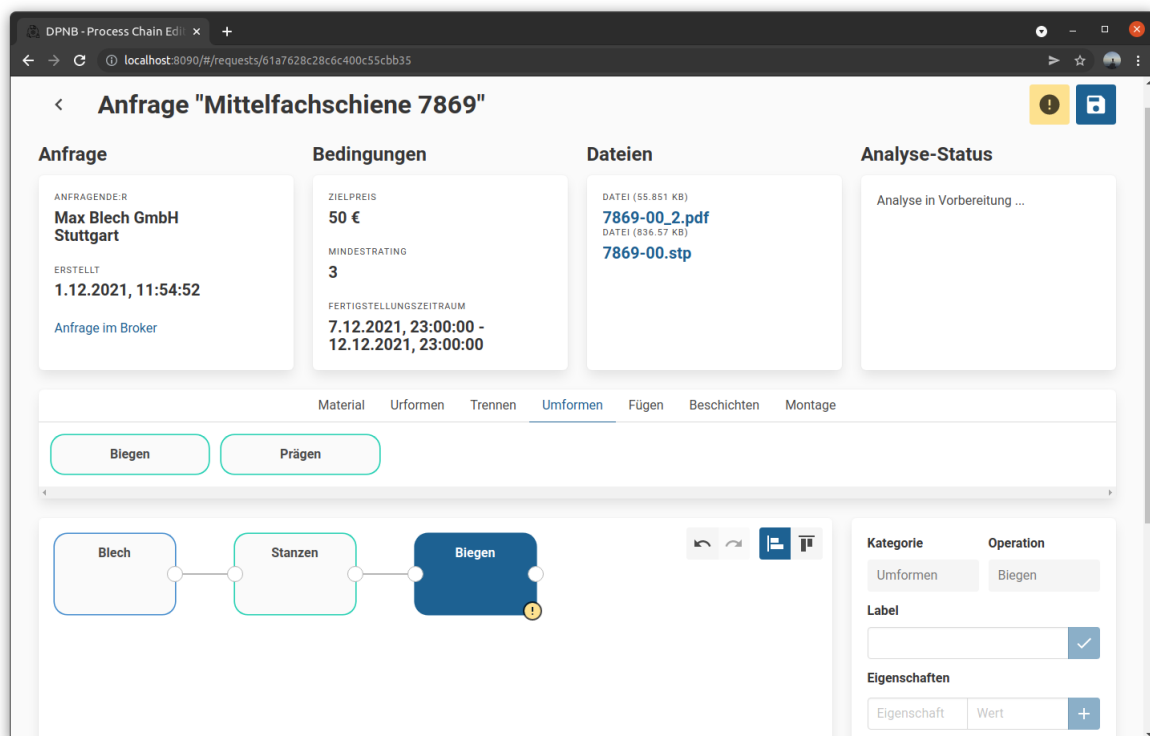 DPNB - Process Chain Edi
localhost:8090/#/requests/61a7628c28c6c400c55cbb35
Anfrage "Mittelfachschiene 7869"
Anfrage
ANFRAGENDE:R
Max Blech GmbH
Stuttgart
ERSTELLT
1.12.2021, 11:54:52
Anfrage im Broker
Bedingungen
ZIELPREIS
50 €
MINDESTRATING
3
FERTIGSTELLUNGSZEITRAUM
7.12.2021, 23:00:00 -
12.12.2021, 23:00:00
Dateien
DATEI (55.851 KB)
7869-00_2.pdf
DATEI (836.57 KB)
7869-00.stp
Analyse-Status
Analyse in Vorbereitung ...
Material Urformen Trennen Umformen Fügen Beschichten Montage
Biegen Prägen
Blech Stanzen Biegen
Kategorie Operation
Umformen Biegen
Label
Eigenschaften
Eigenschaft Wert